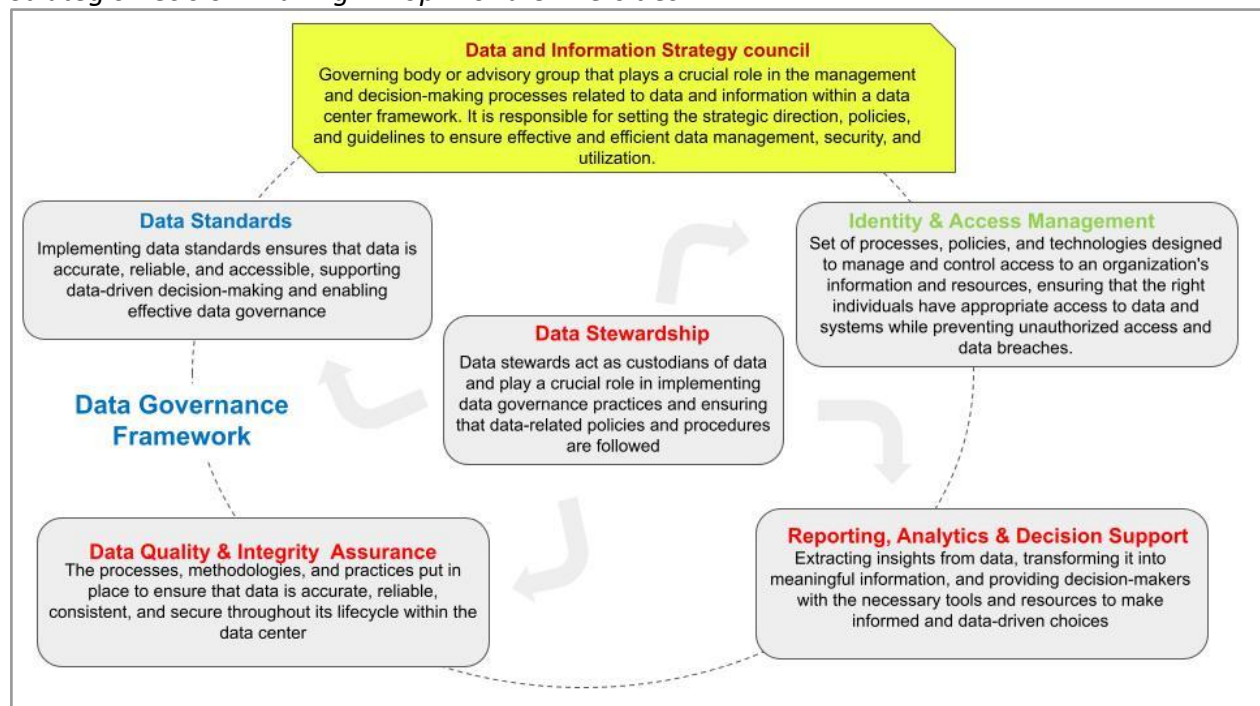 Data and Information Strategy council
Governing body or advisory group that plays a crucial role in the management
and decision-making processes related to data and information within a data
center framework. It is responsible for setting the strategic direction, policies,
and guidelines to ensure effective and efficient data management, security, and
utilization.
Data Standards
Implementing data standards ensures that data is
accurate, reliable, and accessible, supporting
data-driven decision-making and enabling
effective data governance
Identity & Access Management
Set of processes, policies, and technologies designed
to manage and control access to an organization's
information and resources, ensuring that the right
individuals have appropriate access to data and
systems while preventing unauthorized access and
data breaches.
Data Stewardship
Data stewards act as custodians of data
and play a crucial role in implementing
data governance practices and ensuring
that data-related policies and procedures
are followed
Data Governance
Framework
Data Quality & Integrity Assurance
The processes, methodologies, and practices put in
place to ensure that data is accurate, reliable,
consistent, and secure throughout its lifecycle within the
data center
Reporting, Analytics & Decision Support
Extracting insights from data, transforming it into
meaningful information, and providing decision-makers
with the necessary tools and resources to make
informed and data-driven choices